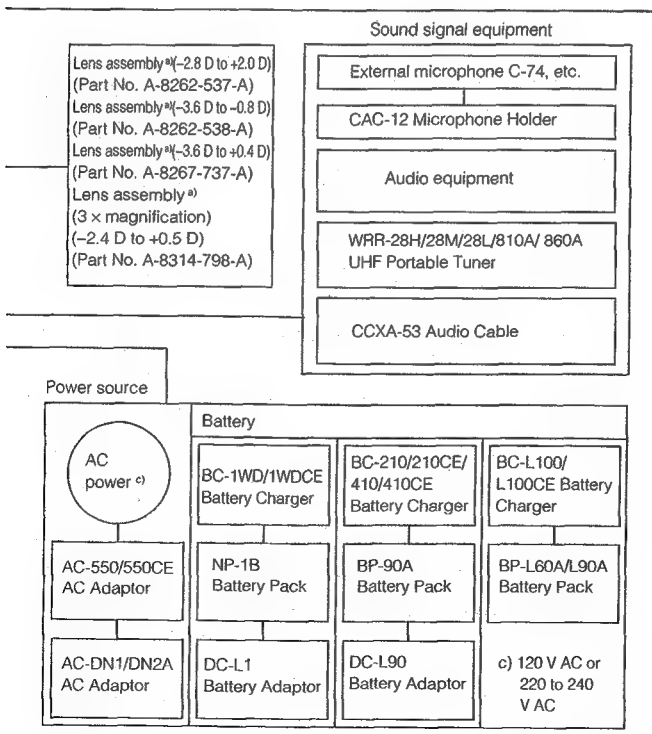 Sound signal equipment
Lens assembly a)(–2.8 D to +2.0 D)
(Part No. A-8262-537-A)
Lens assembly a)(–3.6 D to –0.8 D)
(Part No. A-8262-538-A)
Lens assembly a)(–3.6 D to +0.4 D)
(Part No. A-8267-737-A)
Lens assembly a)
(3 × magnification)
(–2.4 D to +0.5 D)
(Part No. A-8314-798-A)
External microphone C-74, etc.
CAC-12 Microphone Holder
Audio equipment
WRR-28H/28M/28L/810A/ 860A
UHF Portable Tuner
CCXA-53 Audio Cable
Power source
AC
power c)
AC-550/550CE
AC Adaptor
AC-DN1/DN2A
AC Adaptor
Battery
BC-1WD/1WDCE
Battery Charger
NP-1B
Battery Pack
DC-L1
Battery Adaptor
BC-210/210CE/
410/410CE
Battery Charger
BP-90A
Battery Pack
DC-L90
Battery Adaptor
BC-L100/
L100CE Battery
Charger
BP-L60A/L90A
Battery Pack
c) 120 V AC or
220 to 240
V AC